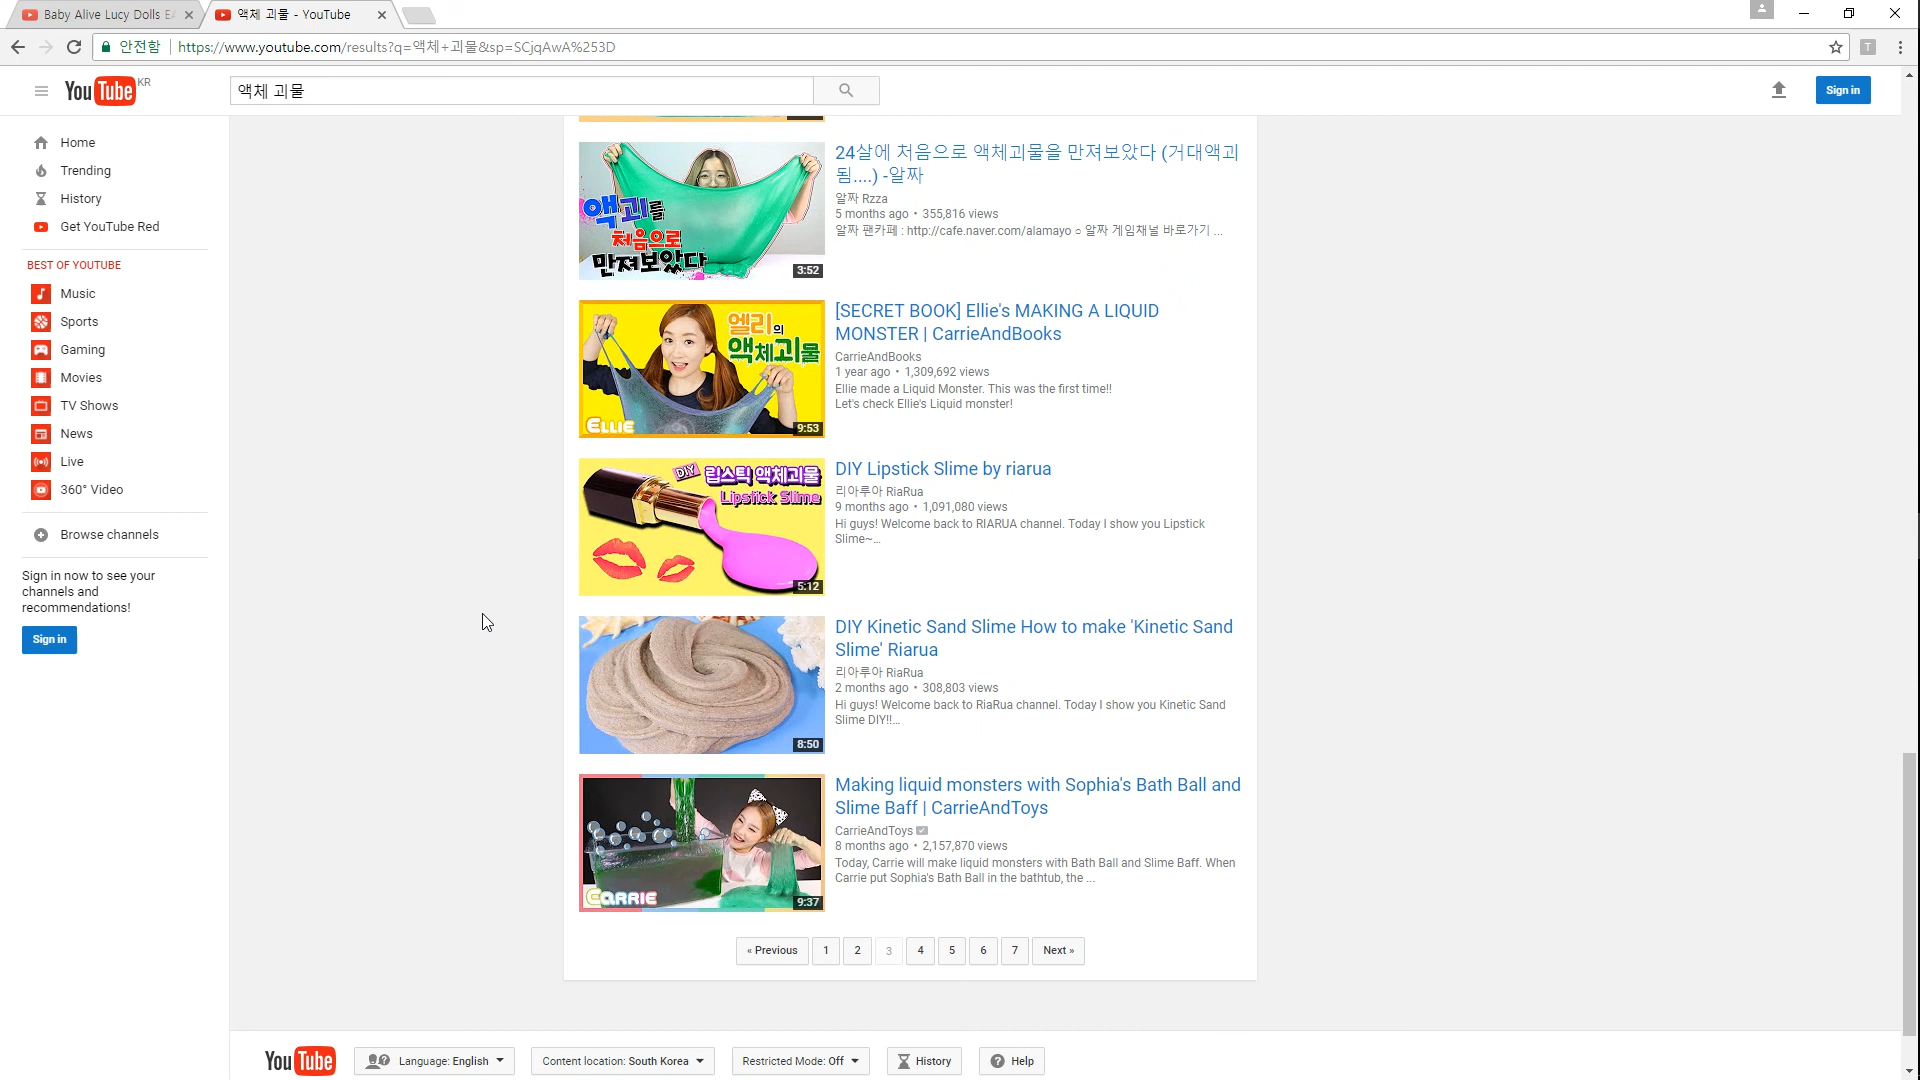 Baby Alive Lucy Dolls EA
액체 괴물 - YouTube
안전함
https://www.youtube.com/results?q=액체+괴물&sp=SCjqAwA%253D
T
YouTube KR
액체 괴물
Sign in
Home
Trending
History
Get YouTube Red
BEST OF YOUTUBE
Music
Sports
Gaming
Movies
TV Shows
News
Live
360° Video
Browse channels
Sign in now to see your
channels and
recommendations!
Sign in
액괴를
처음으로
만져보았다
3:52
24살에 처음으로 액체괴물을 만져보았다 (거대액괴
됨....) -알짜
알짜 Rzza
5 months ago • 355,816 views
알짜 팬카페 : http://cafe.naver.com/alamayo ○ 알짜 게임채널 바로가기 ...
엘리의
액체괴물
ELLIE
9:53
[SECRET BOOK] Ellie's MAKING A LIQUID
MONSTER | CarrieAndBooks
CarrieAndBooks
1 year ago • 1,309,692 views
Ellie made a Liquid Monster. This was the first time!!
Let's check Ellie's Liquid monster!
DIY 립스틱 액체괴물
Lipstick Slime
5:12
DIY Lipstick Slime by riarua
리아루아 RiaRua
9 months ago • 1,091,080 views
Hi guys! Welcome back to RIARUA channel. Today I show you Lipstick
Slime~...
8:50
DIY Kinetic Sand Slime How to make 'Kinetic Sand
Slime' Riarua
리아루아 RiaRua
2 months ago • 308,803 views
Hi guys! Welcome back to RiaRua channel. Today I show you Kinetic Sand
Slime DIY!!...
CARRIE
9:37
Making liquid monsters with Sophia's Bath Ball and
Slime Baff | CarrieAndToys
CarrieAndToys
8 months ago • 2,157,870 views
Today, Carrie will make liquid monsters with Bath Ball and Slime Baff. When
Carrie put Sophia's Bath Ball in the bathtub, the ...
« Previous 1 2 3 4 5 6 7 Next »
YouTube
Language: English
Content location: South Korea
Restricted Mode: Off
History
Help